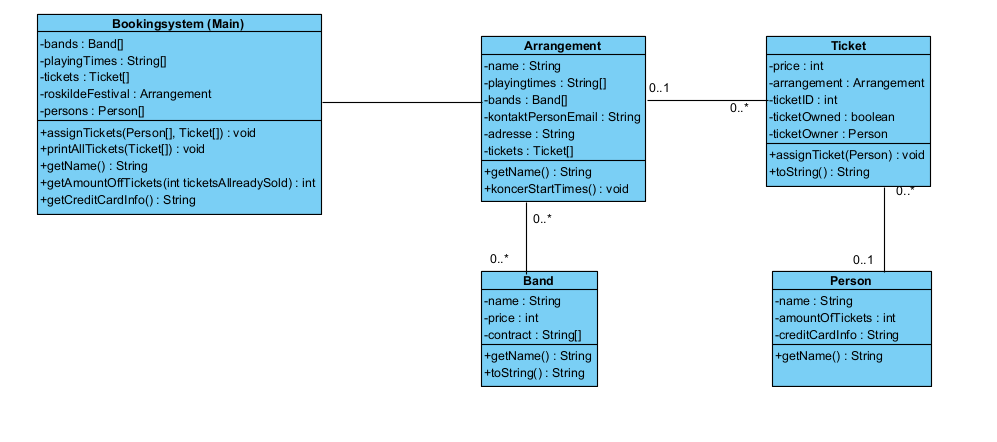 Bookingsystem (Main)
-bands : Band[]
-playingTimes : String[]
-tickets : Ticket[]
-roskildeFestival : Arrangement
-persons : Person[]
+assignTickets(Person[], Ticket[]) : void
+printAllTickets(Ticket[]) : void
+getName() : String
+getAmountOffTickets(int ticketsAllreadySold) : int
+getCreditCardInfo() : String
Arrangement
-name : String
-playingtimes : String[]
-bands : Band[]
-kontaktPersonEmail : String
-adresse : String
-tickets : Ticket[]
+getName() : String
+koncerStartTimes() : void
0..1
0..*
Ticket
-price : int
-arrangement : Arrangement
-ticketID : int
-ticketOwned : boolean
-ticketOwner : Person
+assignTicket(Person) : void
+toString() : String
0..*
0..*
0..*
0..1
Band
-name : String
-price : int
-contract : String[]
+getName() : String
+toString() : String
Person
-name : String
-amountOfTickets : int
-creditCardInfo : String
+getName() : String